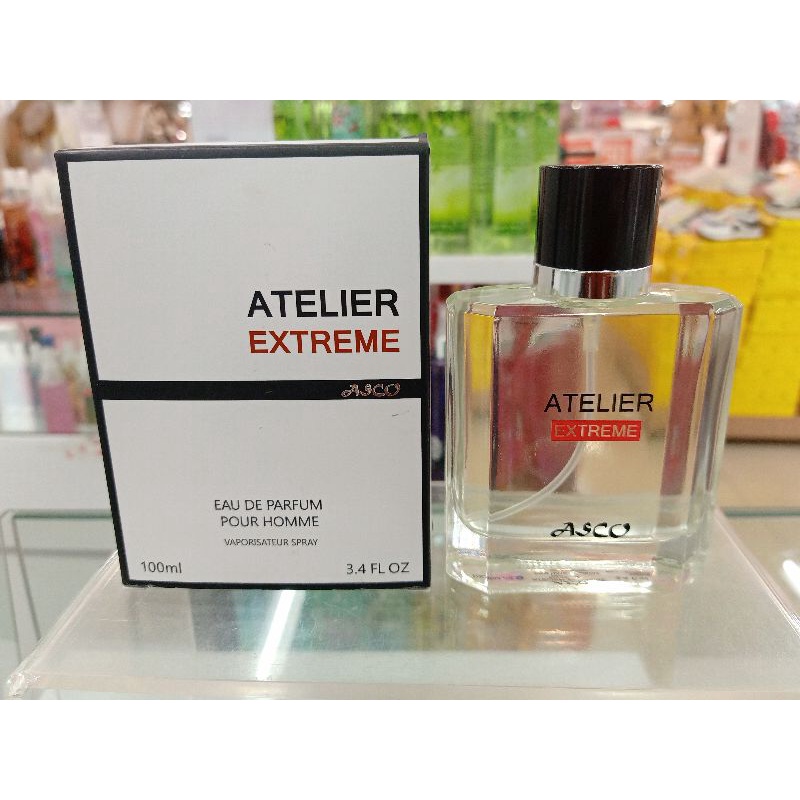 ATELIER
EXTREME
ASCO
EAU DE PARFUM
POUR HOMME
VAPORISATEUR SPRAY
100ml
3.4 FL OZ
ATELIER
EXTREME
ASCO